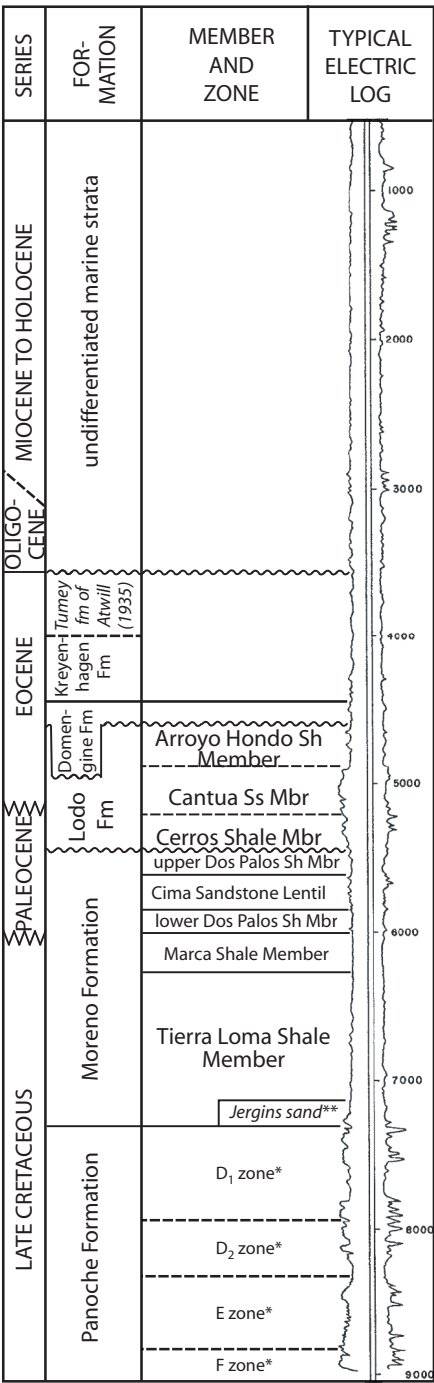 SERIES
FOR-
MATION
MEMBER
AND
ZONE
TYPICAL
ELECTRIC
LOG
MIOCENE TO HOLOCENE
OLIGO-
CENE
EOCENE
PALEOCENE
LATE CRETACEOUS
undifferentiated marine strata
Tumey
fm of
Atwill
(1935)
Kreyen-
hagen
Fm
Domen-
gine Fm
Lodo
Fm
Moreno Formation
Panoche Formation
Arroyo Hondo Sh
Member
Cantua Ss Mbr
Cerros Shale Mbr
upper Dos Palos Sh Mbr
Cima Sandstone Lentil
lower Dos Palos Sh Mbr
Marca Shale Member
Tierra Loma Shale
Member
Jergins sand**
D₁ zone*
D₂ zone*
E zone*
F zone*
1000
2000
3000
4000
5000
6000
7000
8000
9000